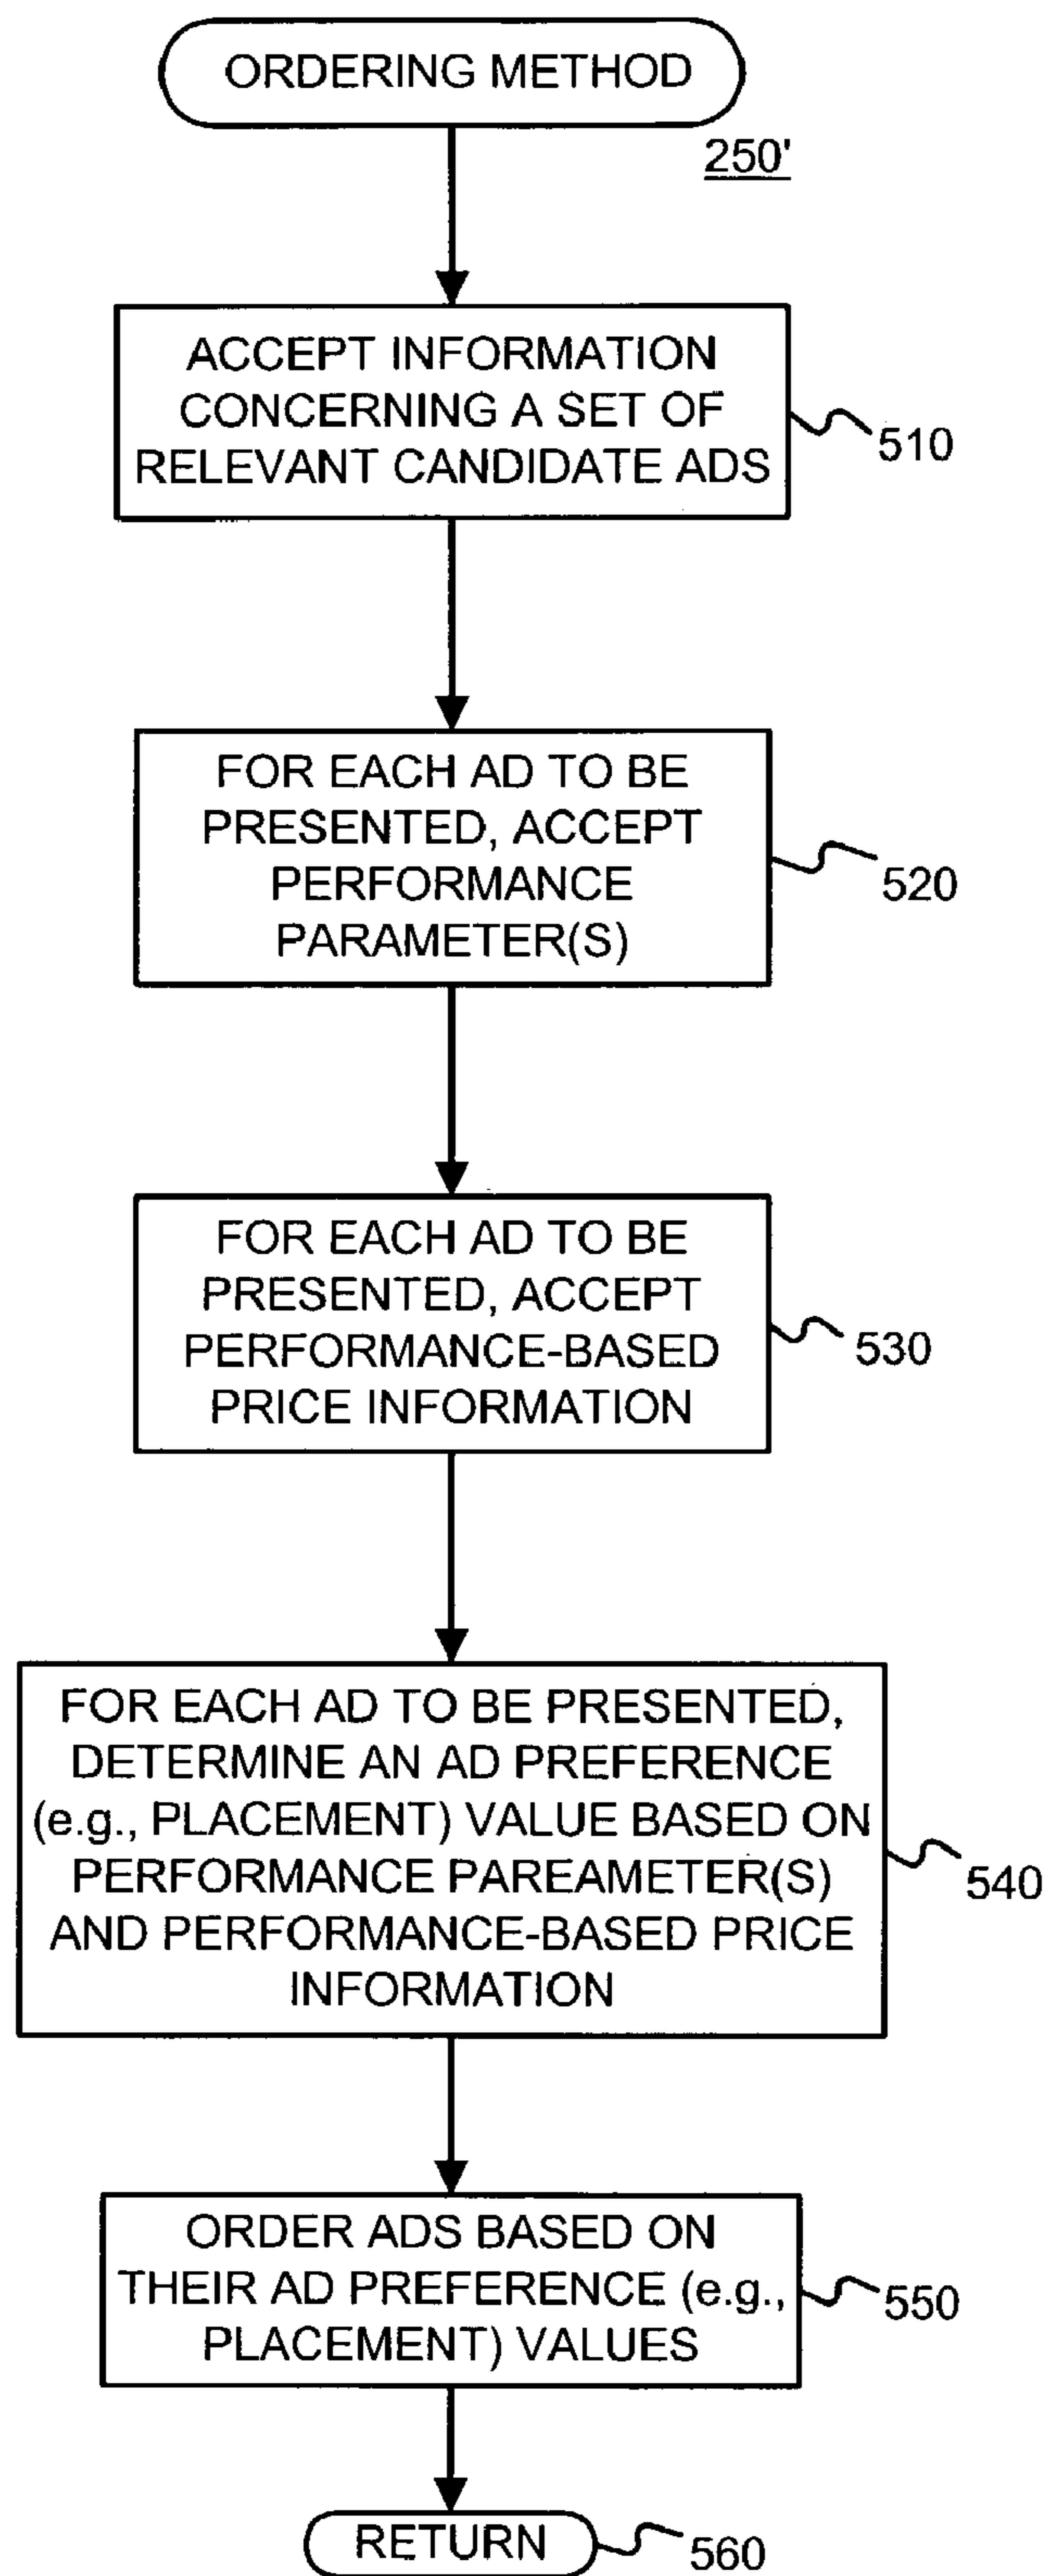 ORDERING METHOD
250'
ACCEPT INFORMATION
CONCERNING A SET OF
RELEVANT CANDIDATE ADS
510
FOR EACH AD TO BE
PRESENTED, ACCEPT
PERFORMANCE
PARAMETER(S)
520
FOR EACH AD TO BE
PRESENTED, ACCEPT
PERFORMANCE-BASED
PRICE INFORMATION
530
FOR EACH AD TO BE PRESENTED,
DETERMINE AN AD PREFERENCE
(e.g., PLACEMENT) VALUE BASED ON
PERFORMANCE PAREAMETER(S)
AND PERFORMANCE-BASED PRICE
INFORMATION
540
ORDER ADS BASED ON
THEIR AD PREFERENCE (e.g.,
PLACEMENT) VALUES
550
RETURN
560